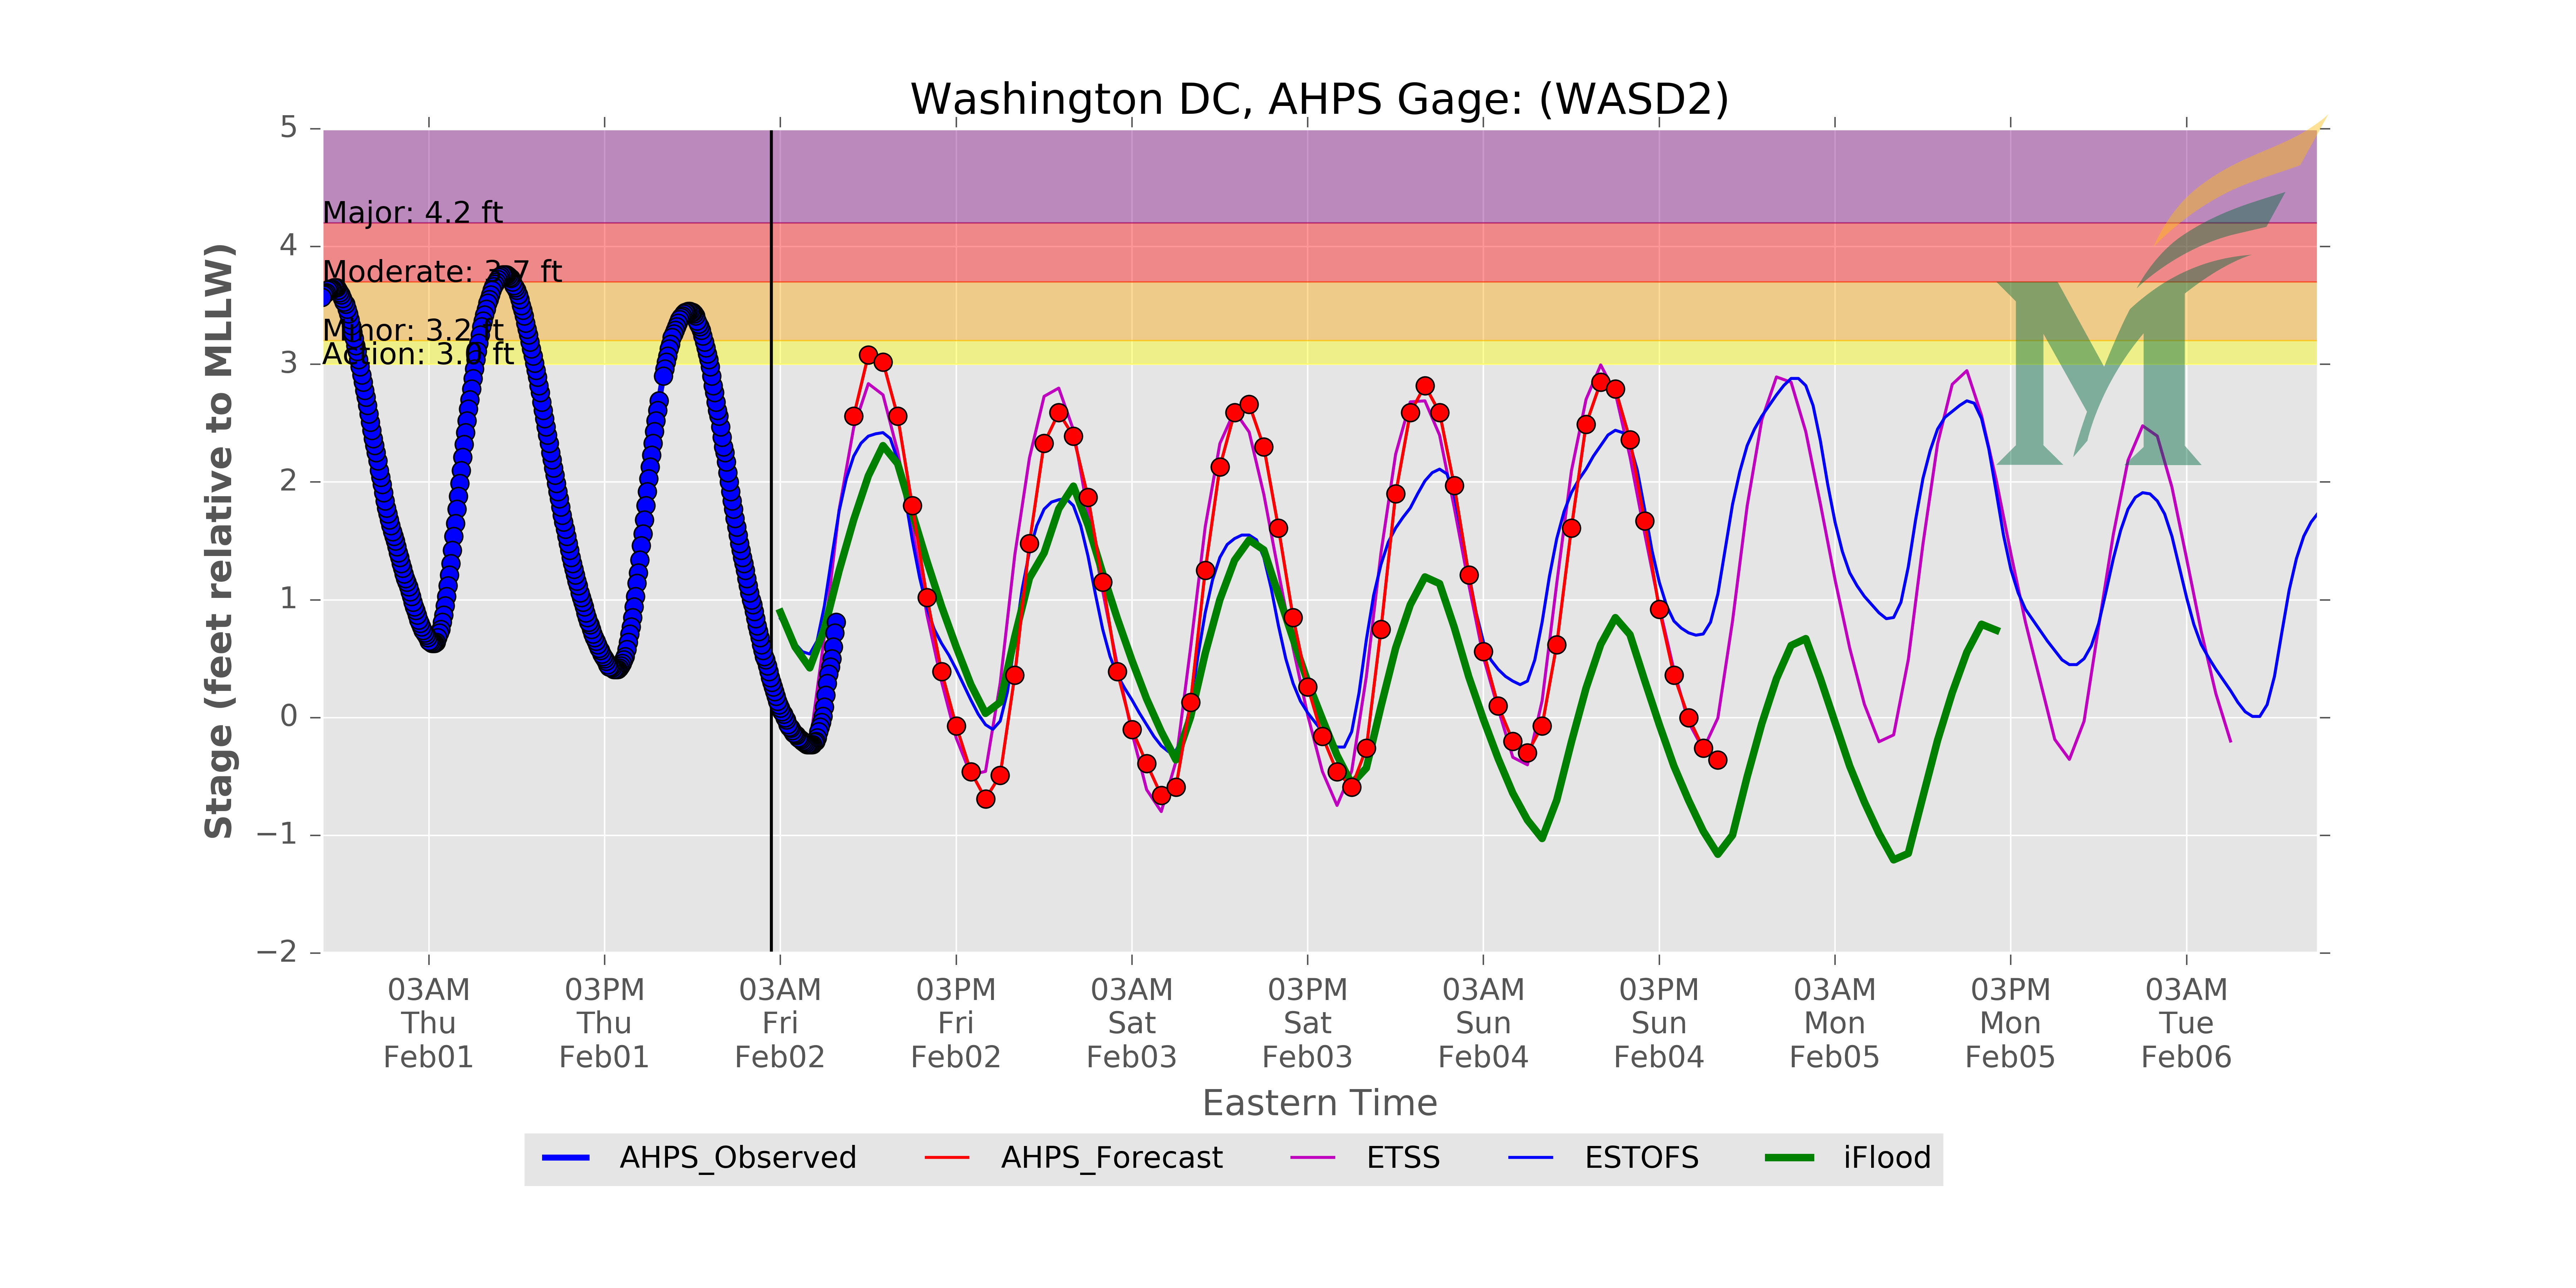 Washington DC, AHPS Gage: (WASD2)
Stage (feet relative to MLLW)
5
4
3
2
1
0
−1
−2
Major: 4.2 ft
Moderate: 3.7 ft
Minor: 3.2 ft
Action: 3.0 ft
03AM 03PM 03AM 03PM 03AM 03PM 03AM 03PM 03AM 03PM 03AM
Thu Thu Fri Fri Sat Sat Sun Sun Mon Mon Tue
Feb01 Feb01 Feb02 Feb02 Feb03 Feb03 Feb04 Feb04 Feb05 Feb05 Feb06
Eastern Time
AHPS_Observed AHPS_Forecast ETSS ESTOFS iFlood